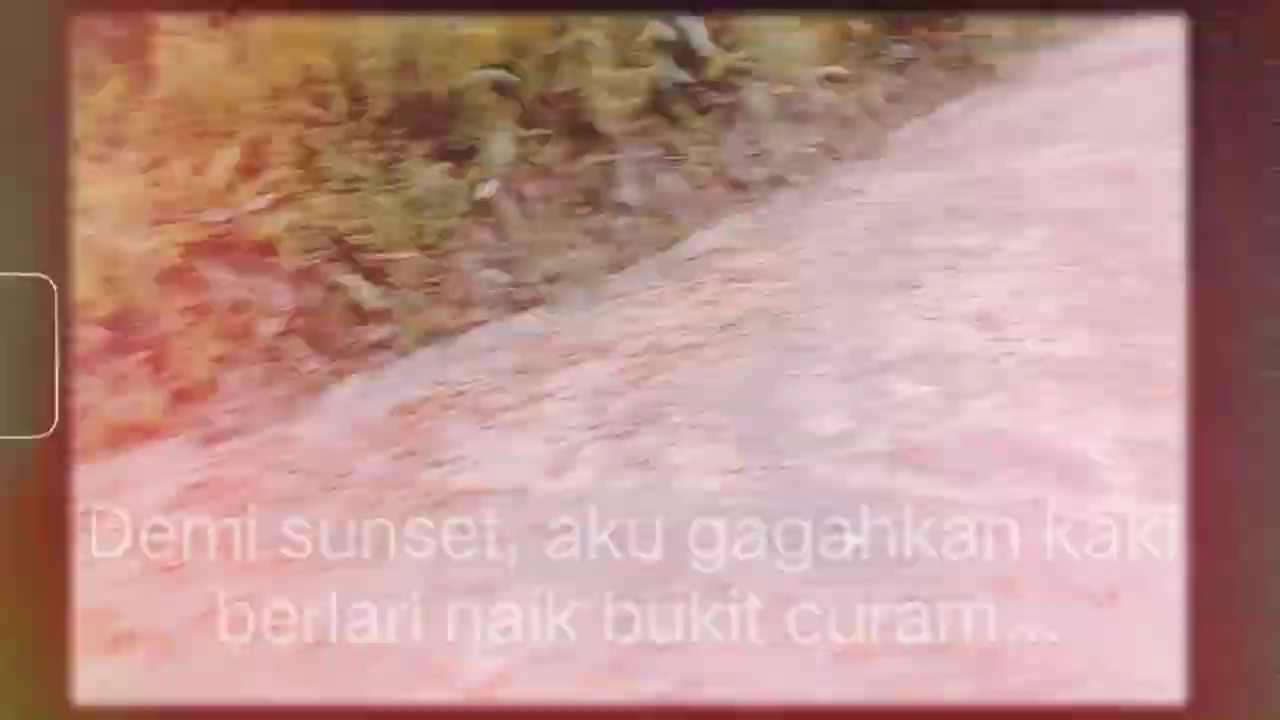 Demi sunset, aku gagahkan kaki
berlari naik bukit curam...